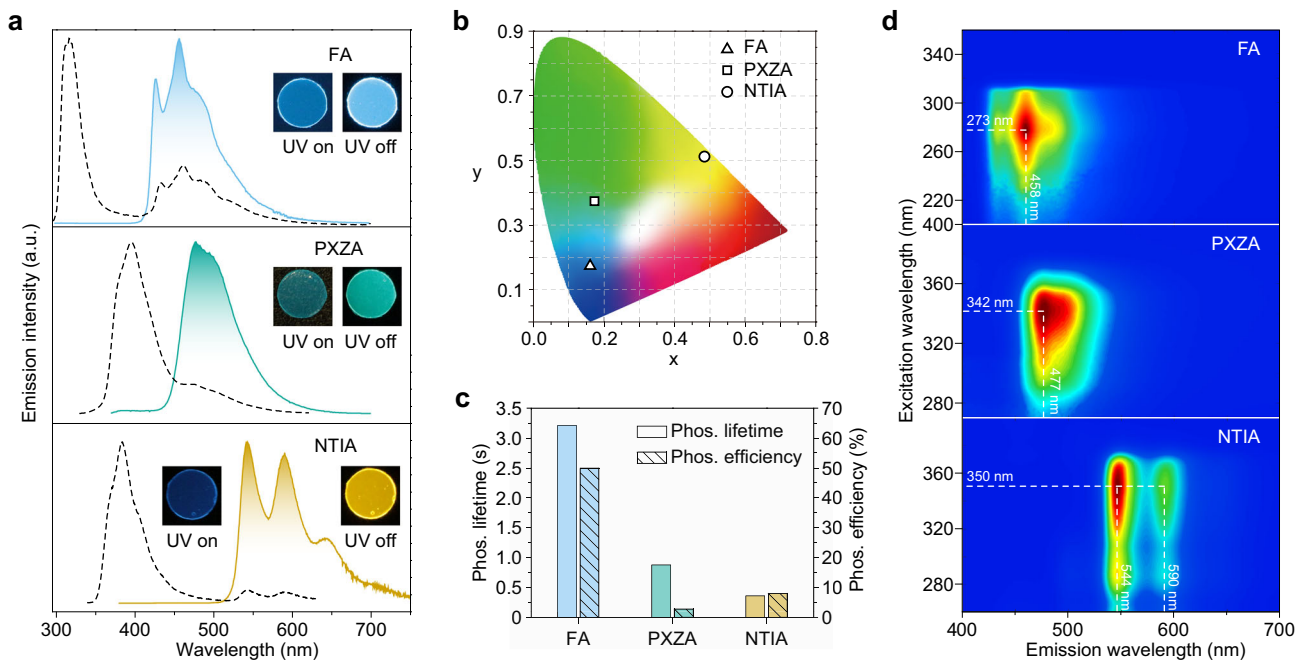 a
FA
UV on UV off
PXZA
UV on UV off
NTIA
UV on
UV off
Emission intensity (a.u.)
300 400 500 600 700
Wavelength (nm)
b
FA
PXZA
NTIA
0.9
0.7
0.5
0.3
0.1
y
0.0 0.2 0.4 0.6 0.8
x
c
Phos. lifetime
Phos. efficiency
3.5
3.0
2.5
2.0
1.5
1.0
0.5
0
Phos. lifetime (s)
70
60
50
40
30
20
10
0
Phos. efficiency (%)
FA PXZA NTIA
d
FA
360
300
273 nm
260
220
458 nm
400
PXZA
360
342 nm
320
477 nm
280
NTIA
360
350 nm
320
280
544 nm
590 nm
Excitation wavelength (nm)
400 500 600 700
Emission wavelength (nm)